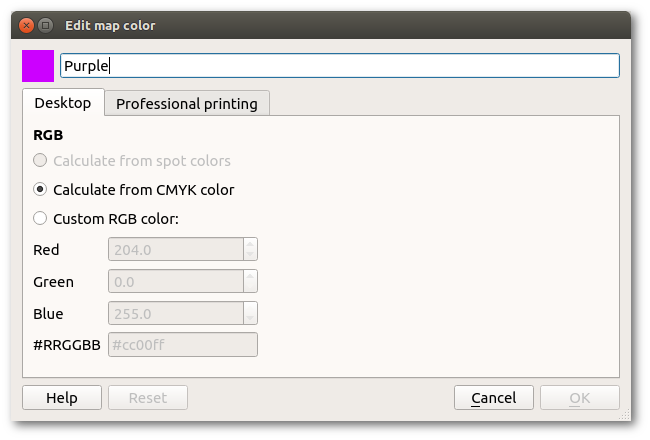 Edit map color
Purple
Desktop Professional printing
RGB
Calculate from spot colors
Calculate from CMYK color
Custom RGB color:
Red 204.0
Green 0.0
Blue 255.0
#RRGGBB #cc00ff
Help Reset Cancel OK